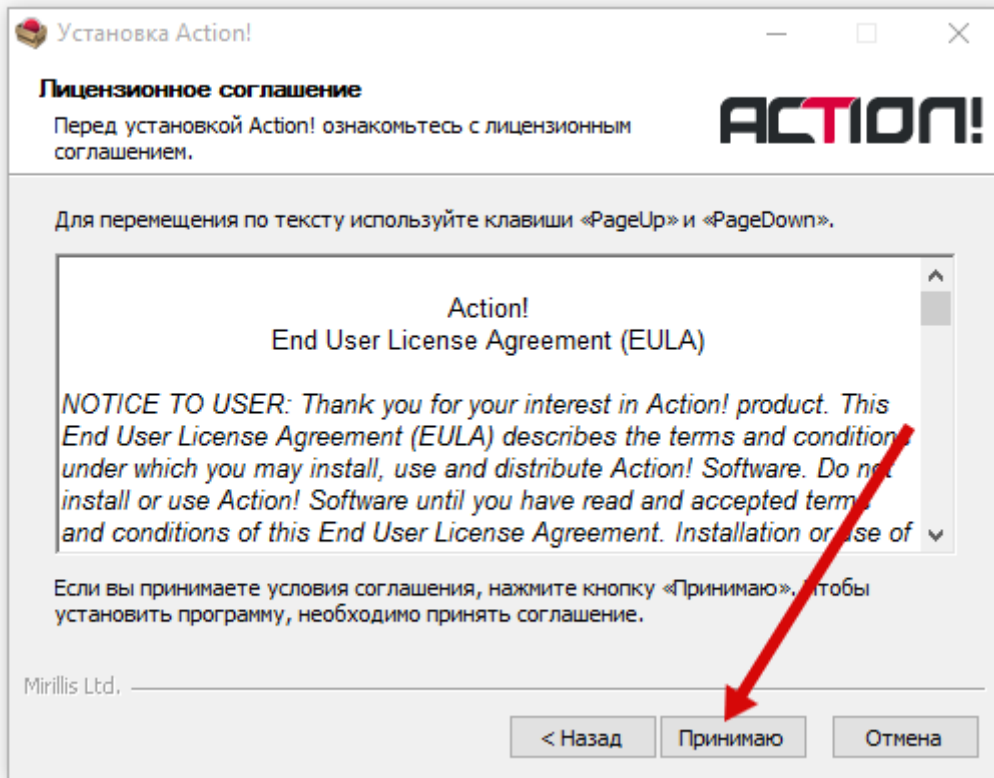 Установка Action!
Лицензионное соглашение
Перед установкой Action! ознакомьтесь с лицензионным
соглашением.
ACTION!
Для перемещения по тексту используйте клавиши «PageUp» и «PageDown».
Action!
End User License Agreement (EULA)
NOTICE TO USER: Thank you for your interest in Action! product. This
End User License Agreement (EULA) describes the terms and conditions
under which you may install, use and distribute Action! Software. Do not
install or use Action! Software until you have read and accepted terms
and conditions of this End User License Agreement. Installation or use of
Если вы принимаете условия соглашения, нажмите кнопку «Принимаю». Чтобы
установить программу, необходимо принять соглашение.
Mirillis Ltd.
< Назад Принимаю Отмена